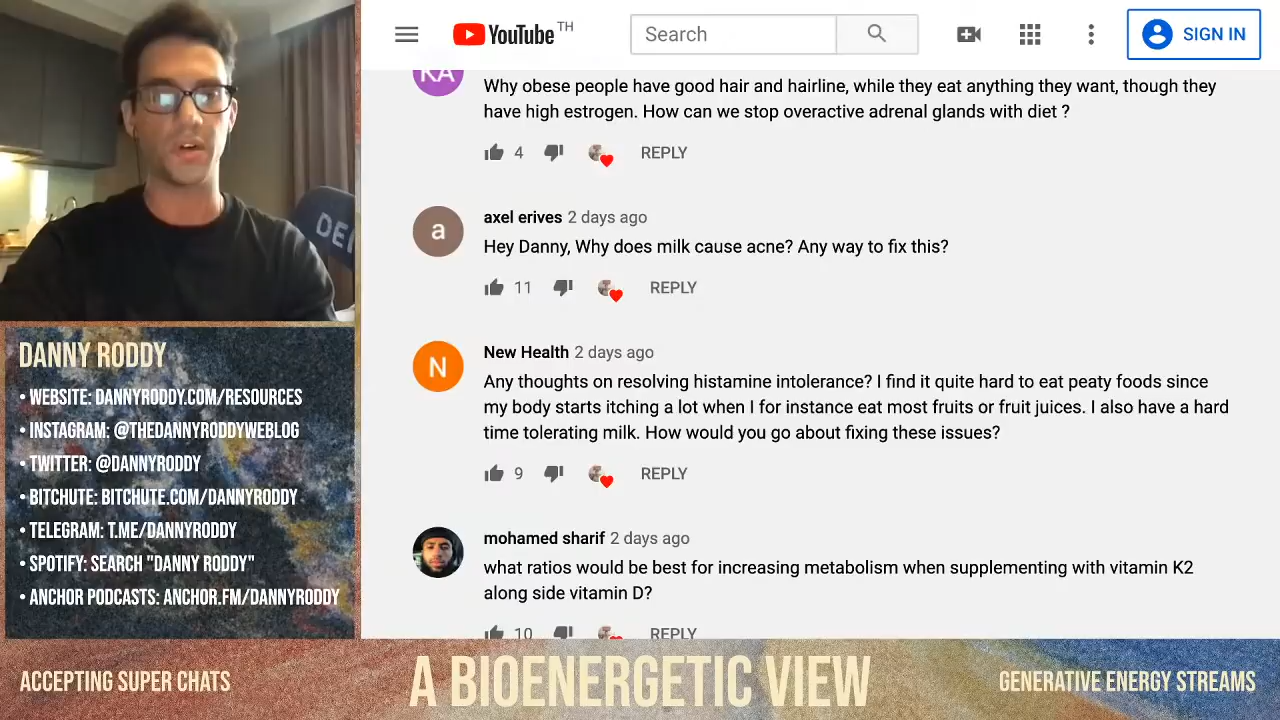 YouTube TH
Search
SIGN IN
KA
Why obese people have good hair and hairline, while they eat anything they want, though they
have high estrogen. How can we stop overactive adrenal glands with diet ?
4 REPLY
a
axel erives 2 days ago
Hey Danny, Why does milk cause acne? Any way to fix this?
11 REPLY
N
New Health 2 days ago
Any thoughts on resolving histamine intolerance? I find it quite hard to eat peaty foods since
my body starts itching a lot when I for instance eat most fruits or fruit juices. I also have a hard
time tolerating milk. How would you go about fixing these issues?
9 REPLY
mohamed sharif 2 days ago
what ratios would be best for increasing metabolism when supplementing with vitamin K2
along side vitamin D?
10 REPLY
DANNY RODDY
• WEBSITE: DANNYRODDY.COM/RESOURCES
• INSTAGRAM: @THEDANNYRODDYWEBLOG
• TWITTER: @DANNYRODDY
• BITCHUTE: BITCHUTE.COM/DANNYRODDY
• TELEGRAM: T.ME/DANNYRODDY
• SPOTIFY: SEARCH "DANNY RODDY"
• ANCHOR PODCASTS: ANCHOR.FM/DANNYRODDY
ACCEPTING SUPER CHATS
A BIOENERGETIC VIEW
GENERATIVE ENERGY STREAMS